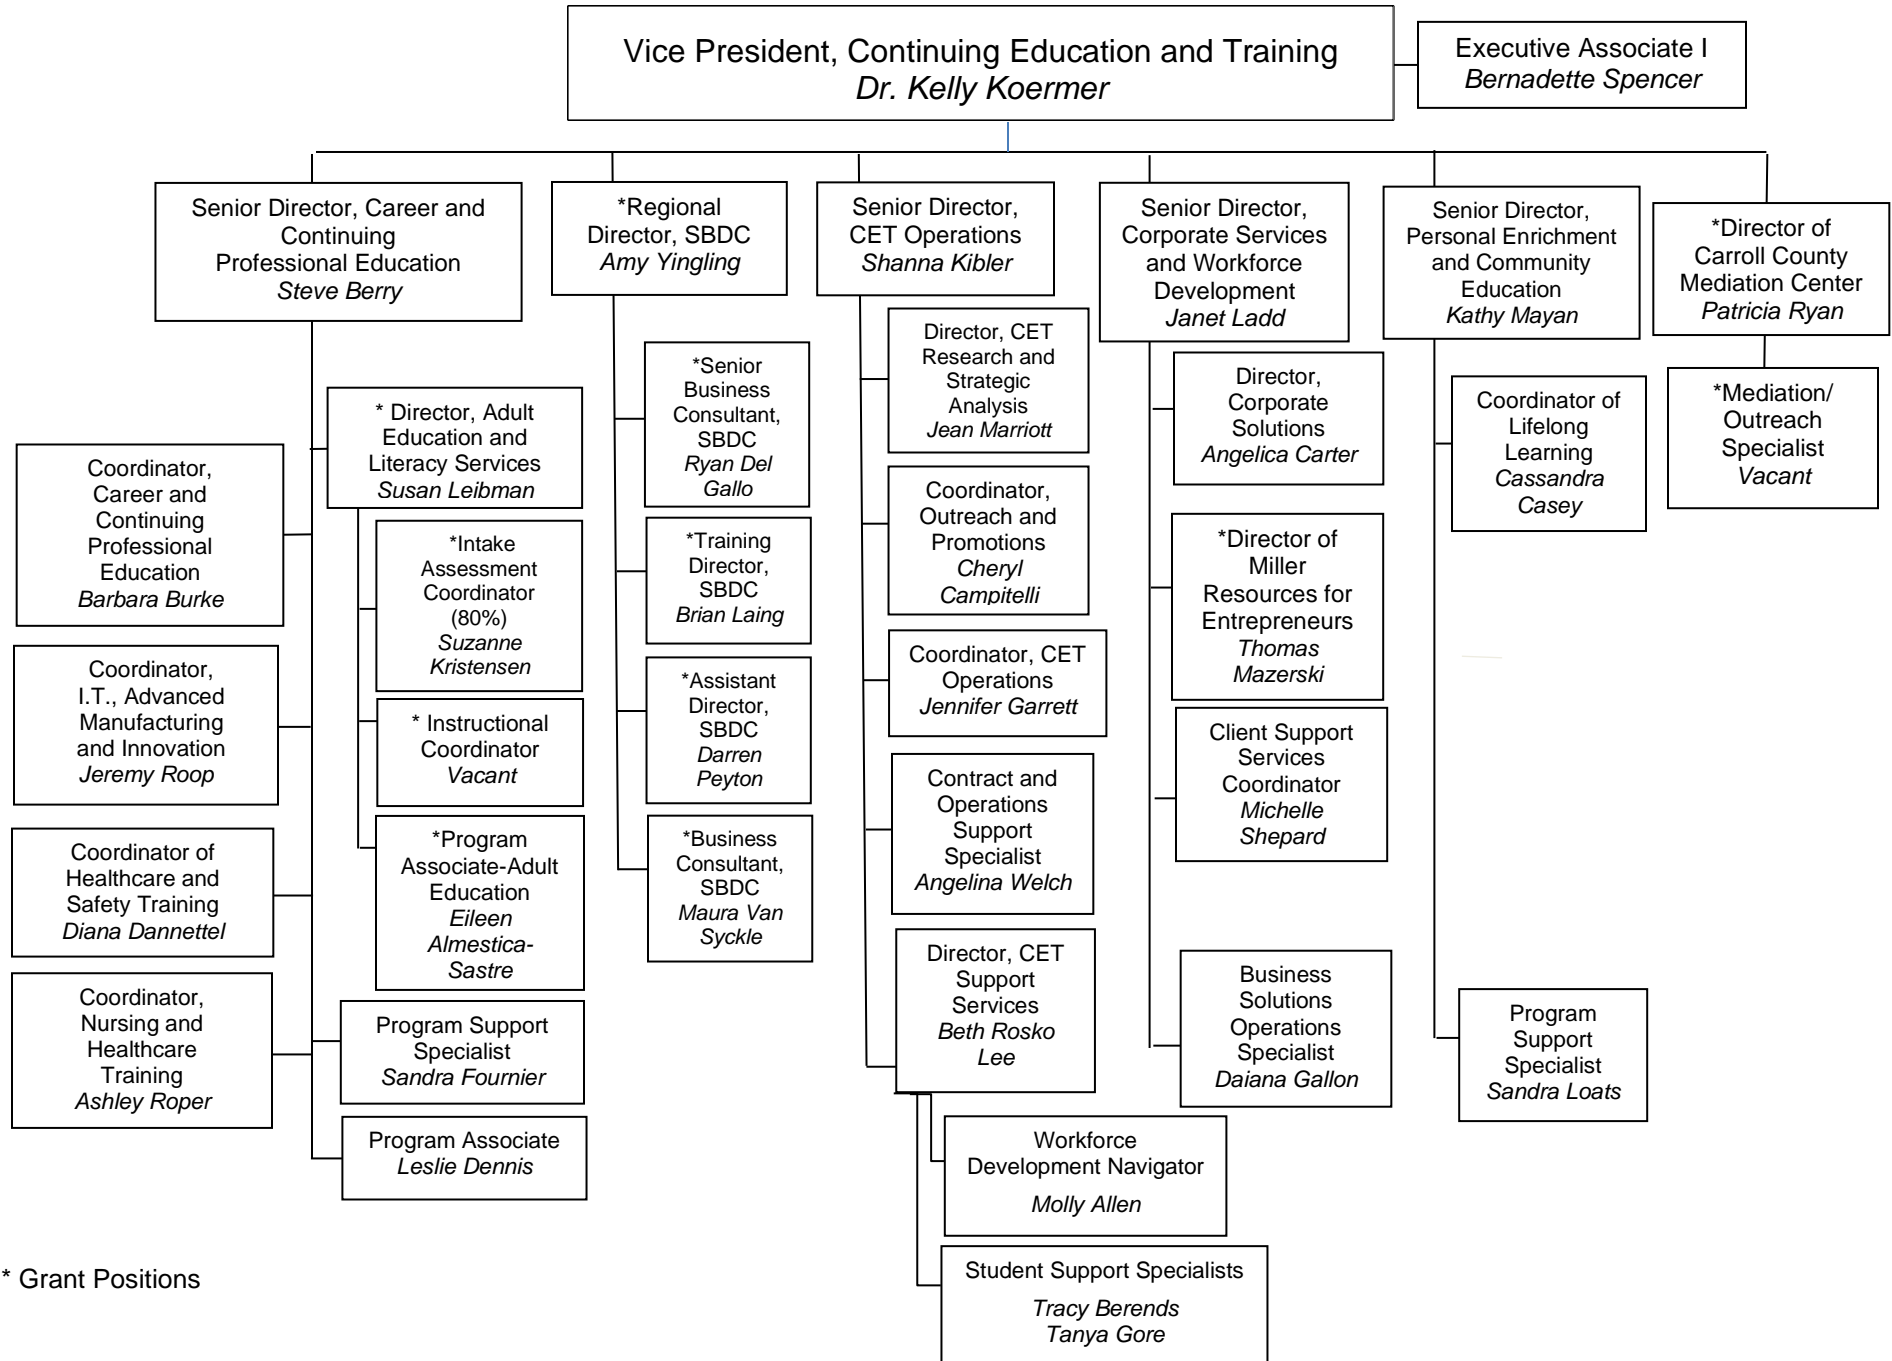 Vice President, Continuing Education and Training
Dr. Kelly Koermer
Executive Associate I
Bernadette Spencer
Senior Director, Career and
Continuing
Professional Education
Steve Berry
*Regional
Director, SBDC
Amy Yingling
Senior Director,
CET Operations
Shanna Kibler
Senior Director,
Corporate Services
and Workforce
Development
Janet Ladd
Senior Director,
Personal Enrichment
and Community
Education
Kathy Mayan
*Director of
Carroll County
Mediation Center
Patricia Ryan
Coordinator,
Career and
Continuing
Professional
Education
Barbara Burke
Coordinator,
I.T., Advanced
Manufacturing
and Innovation
Jeremy Roop
Coordinator of
Healthcare and
Safety Training
Diana Dannettel
Coordinator,
Nursing and
Healthcare
Training
Ashley Roper
* Director, Adult
Education and
Literacy Services
Susan Leibman
*Intake
Assessment
Coordinator
(80%)
Suzanne
Kristensen
* Instructional
Coordinator
Vacant
*Program
Associate-Adult
Education
Eileen
Almestica-
Sastre
Program Support
Specialist
Sandra Fournier
Program Associate
Leslie Dennis
*Senior
Business
Consultant,
SBDC
Ryan Del
Gallo
*Training
Director,
SBDC
Brian Laing
*Assistant
Director,
SBDC
Darren
Peyton
*Business
Consultant,
SBDC
Maura Van
Syckle
Director, CET
Research and
Strategic
Analysis
Jean Marriott
Coordinator,
Outreach and
Promotions
Cheryl
Campitelli
Coordinator, CET
Operations
Jennifer Garrett
Contract and
Operations
Support
Specialist
Angelina Welch
Director, CET
Support
Services
Beth Rosko
Lee
Workforce
Development Navigator
Molly Allen
Student Support Specialists
Tracy Berends
Tanya Gore
Director,
Corporate
Solutions
Angelica Carter
*Director of
Miller
Resources for
Entrepreneurs
Thomas
Mazerski
Client Support
Services
Coordinator
Michelle
Shepard
Business
Solutions
Operations
Specialist
Daiana Gallon
Coordinator of
Lifelong
Learning
Cassandra
Casey
Program
Support
Specialist
Sandra Loats
*Mediation/
Outreach
Specialist
Vacant
* Grant Positions